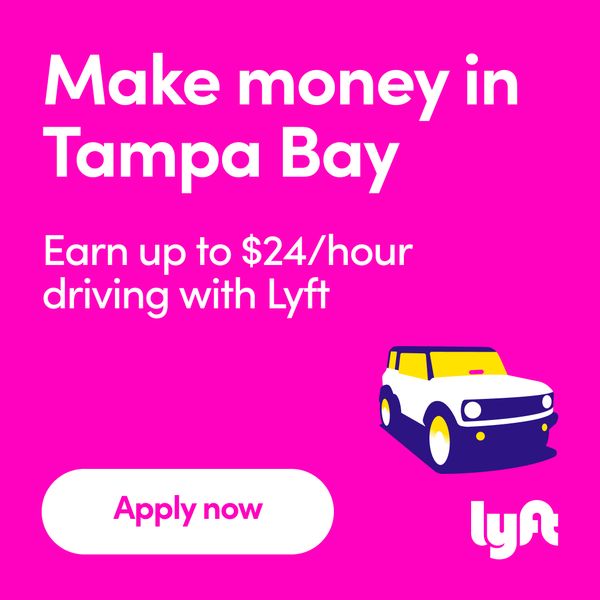 Make money in
Tampa Bay
Earn up to $24/hour
driving with Lyft
Apply now
lyft